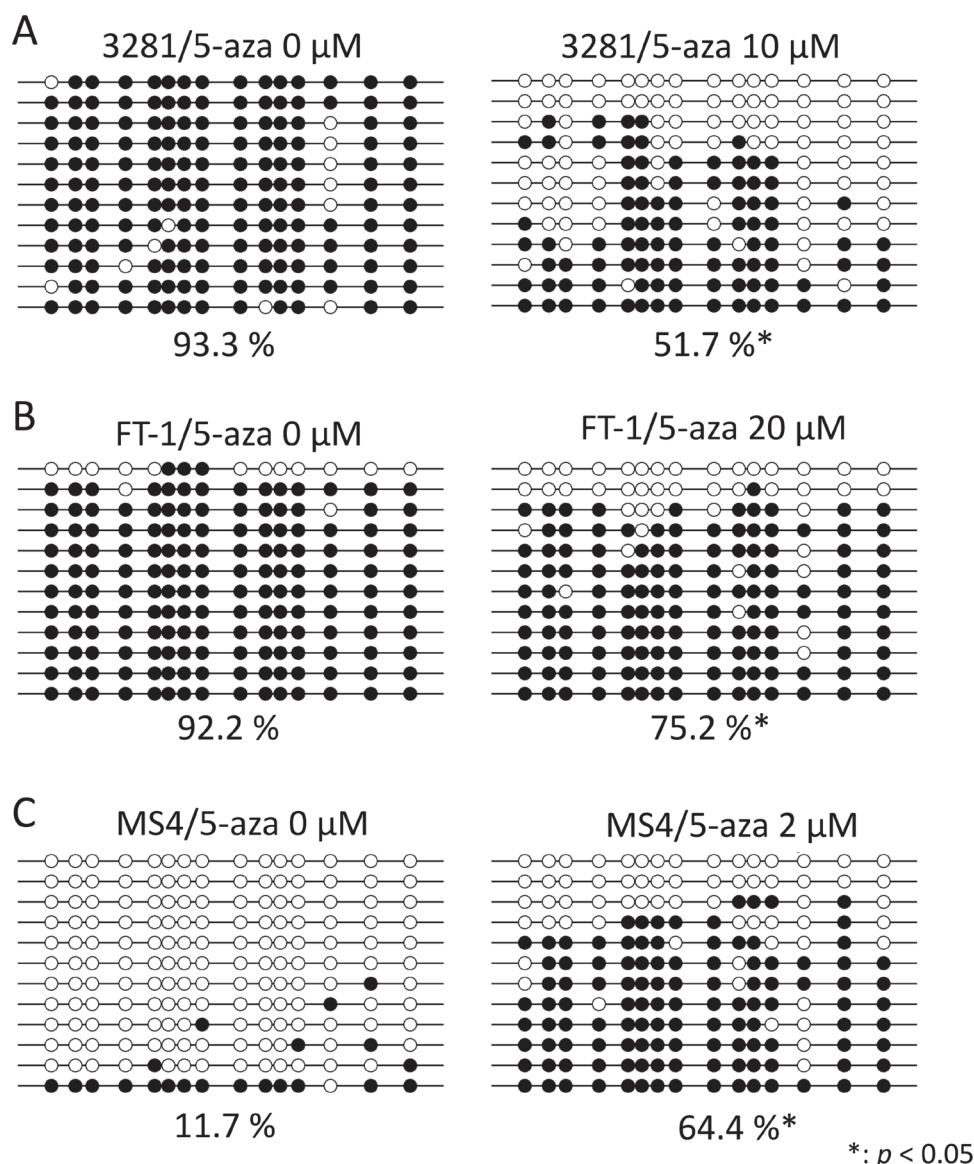 A
3281/5-aza 0 μM
3281/5-aza 10 μM
93.3 %
51.7 %*
B
FT-1/5-aza 0 μM
FT-1/5-aza 20 μM
92.2 %
75.2 %*
C
MS4/5-aza 0 μM
MS4/5-aza 2 μM
11.7 %
64.4 %*
*: p < 0.05